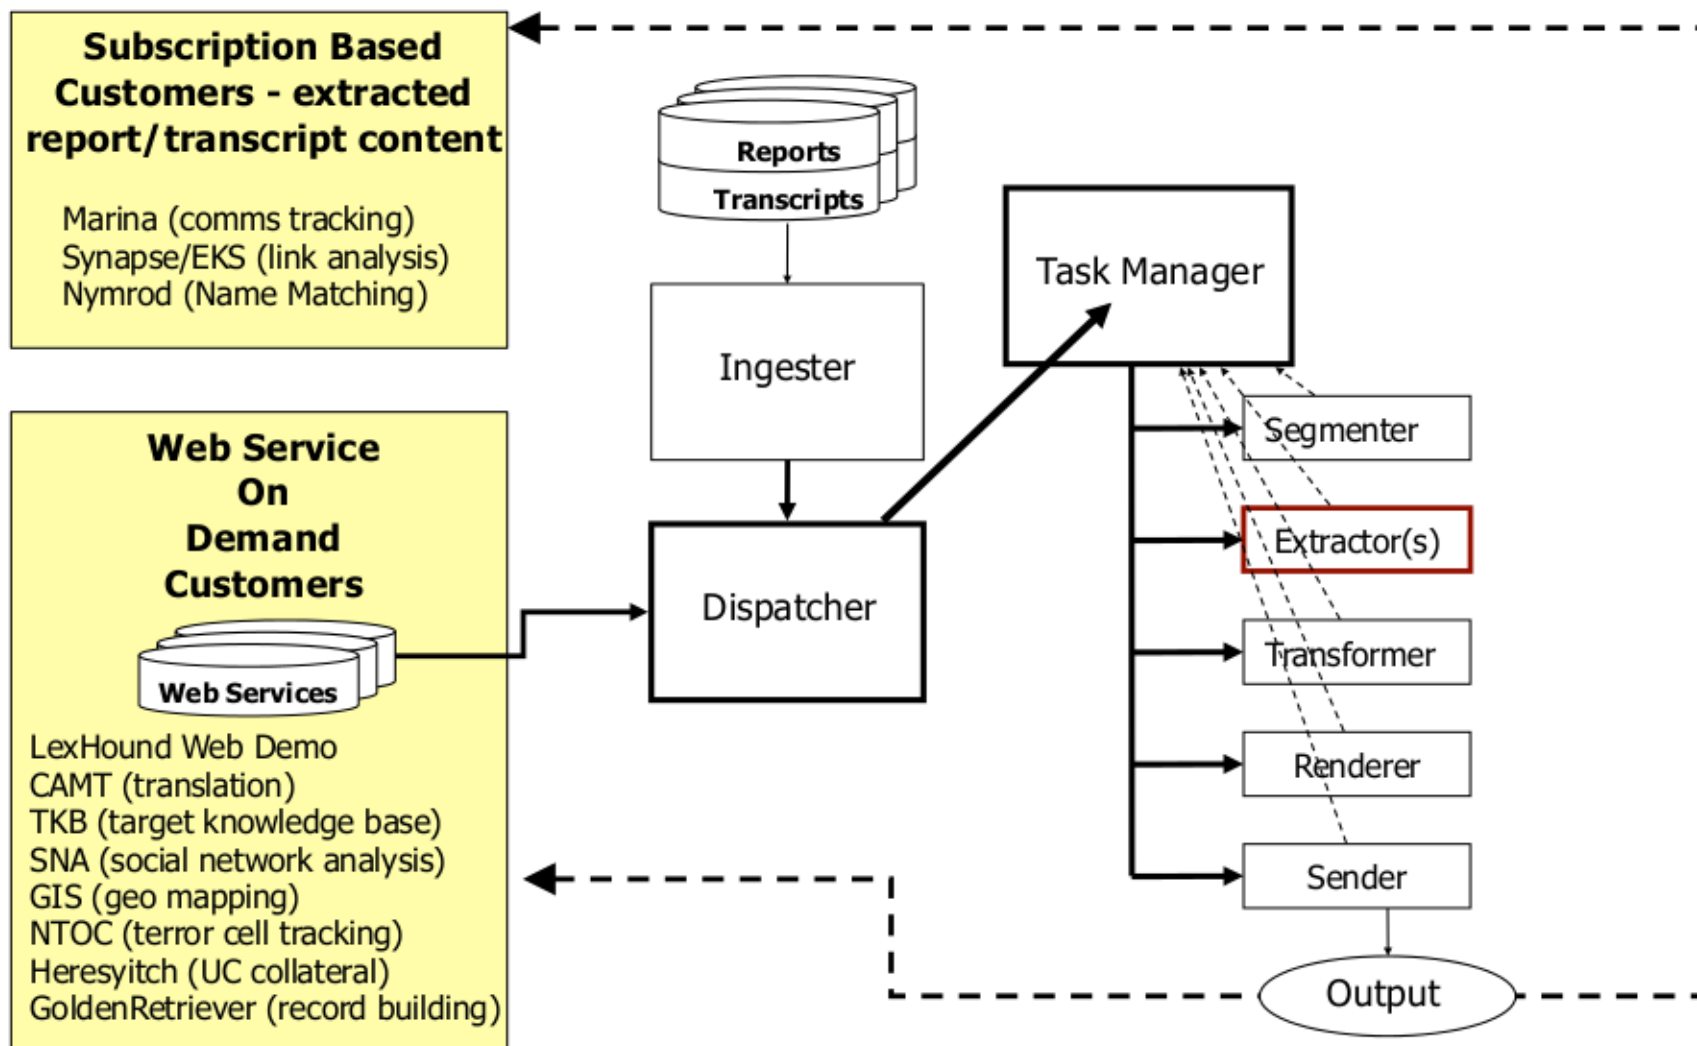 Subscription Based
Customers - extracted
report/transcript content
Marina (comms tracking)
Synapse/EKS (link analysis)
Nymrod (Name Matching)
Web Service
On
Demand
Customers
Web Services
LexHound Web Demo
CAMT (translation)
TKB (target knowledge base)
SNA (social network analysis)
GIS (geo mapping)
NTOC (terror cell tracking)
Heresyitch (UC collateral)
GoldenRetriever (record building)
Reports
Transcripts
Ingester
Dispatcher
Task Manager
Segmenter
Extractor(s)
Transformer
Renderer
Sender
Output